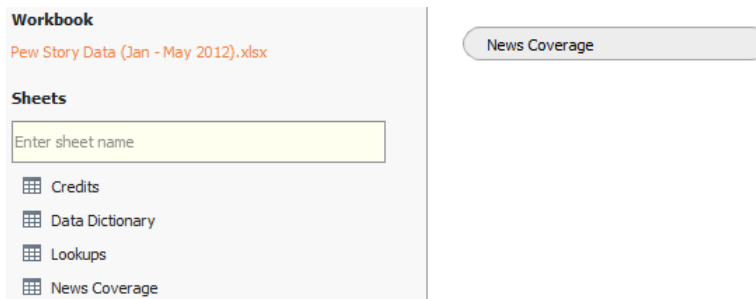 Workbook
Pew Story Data (Jan - May 2012).xlsx
Sheets
Enter sheet name
Credits
Data Dictionary
Lookups
News Coverage
News Coverage